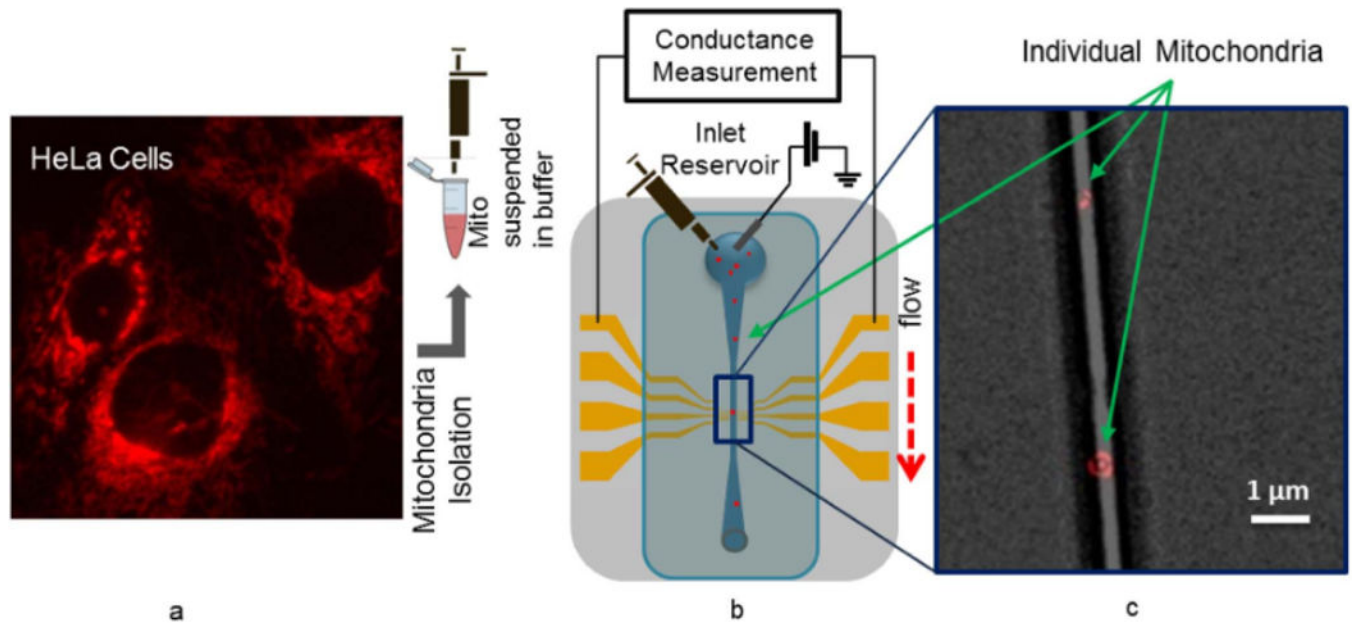 HeLa Cells
Mitochondria
Isolation
Mito
suspended
in buffer
Conductance
Measurement
Inlet
Reservoir
flow
Individual Mitochondria
1 µm
a
b
c